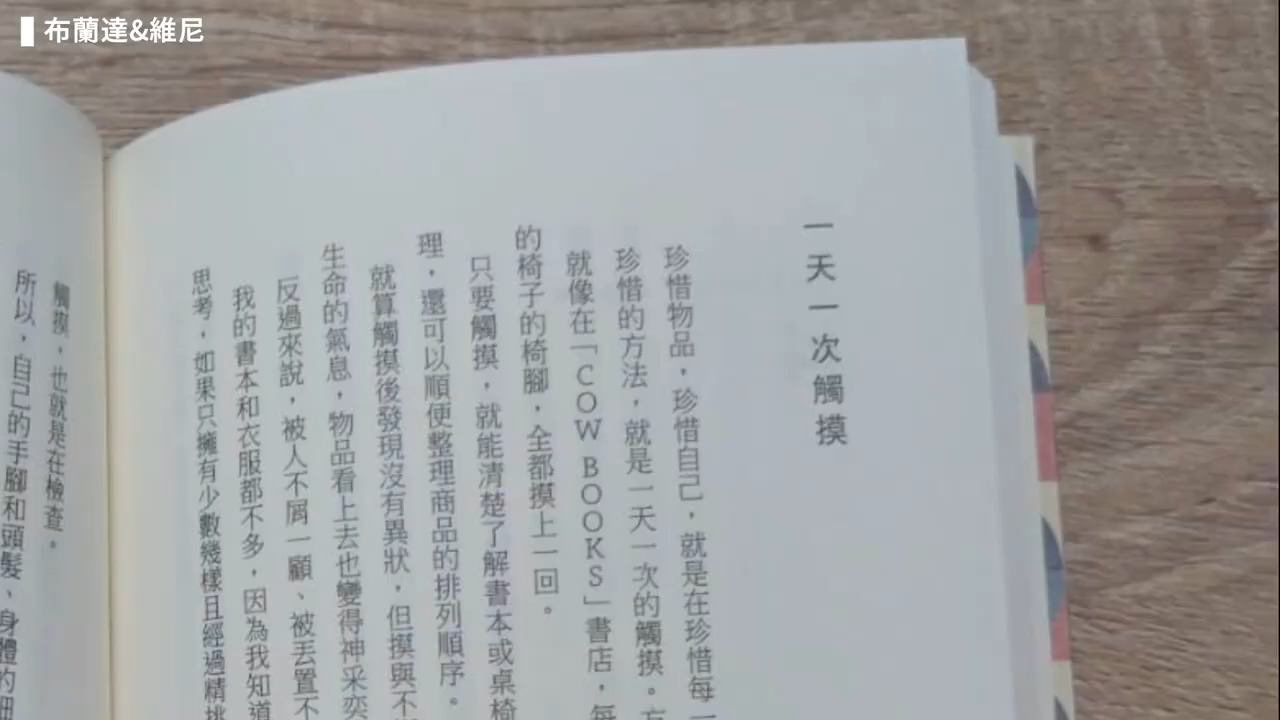 布蘭達&維尼
一天一次觸摸
珍惜物品，珍惜自己，就是在珍惜每一
珍惜的方法，就是一天一次的觸摸。
就像在「COW BOOKS」書店，每
的椅子的椅腳，全都摸上一回。
只要觸摸，就能清楚了解書本或桌椅
理，還可以順便整理商品的排列順序。
就算觸摸後發現沒有異狀，但摸與不
生命的氣息，物品看上去也變得神采奕
反過來說，被人不屑一顧、被丟置不
我的書本和衣服都不多，因為我知道
思考，如果只擁有少數幾樣且經過精挑
觸摸，也就是在檢查。
所以，自己的手腳和頭髮、身體的細